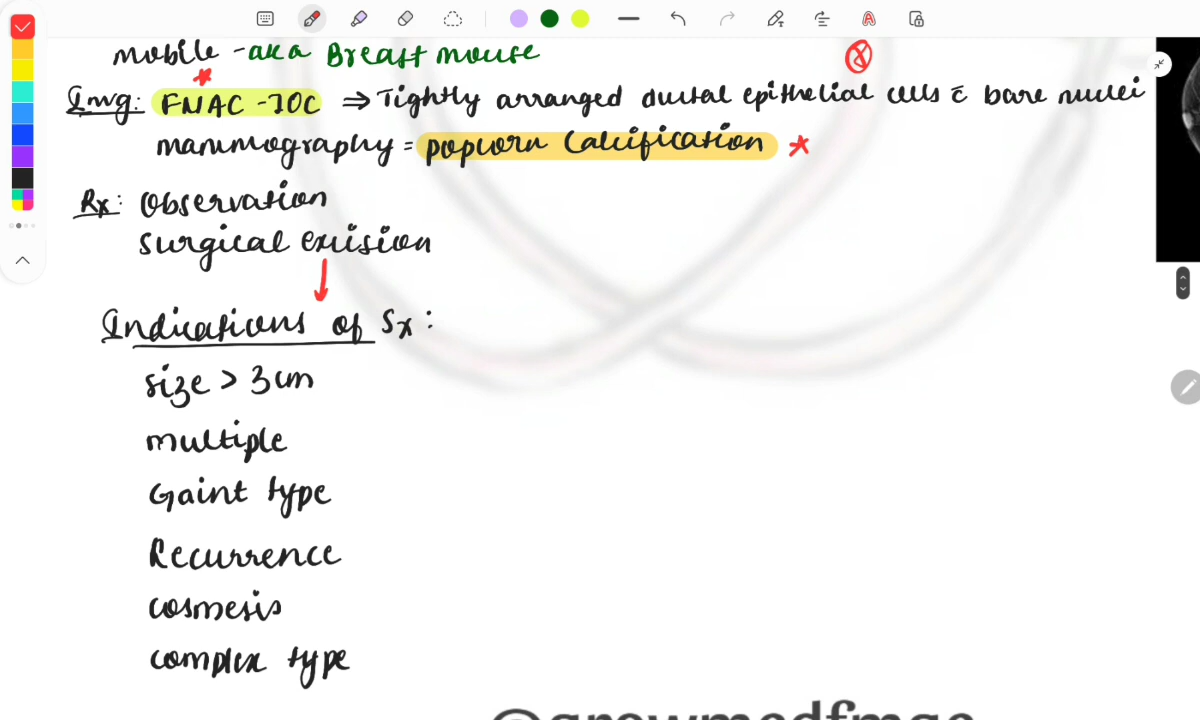 mobile - aka Breast mouse
Invg: FNAC - IOC ⇒ Tightly arranged ductal epithelial cells c̄ bare nuclei
mammography = popcorn Calcification
Rx: Observation
Surgical excision
Indications of Sx:
size > 3cm
multiple
Gaint type
Recurrence
cosmesis
complex type